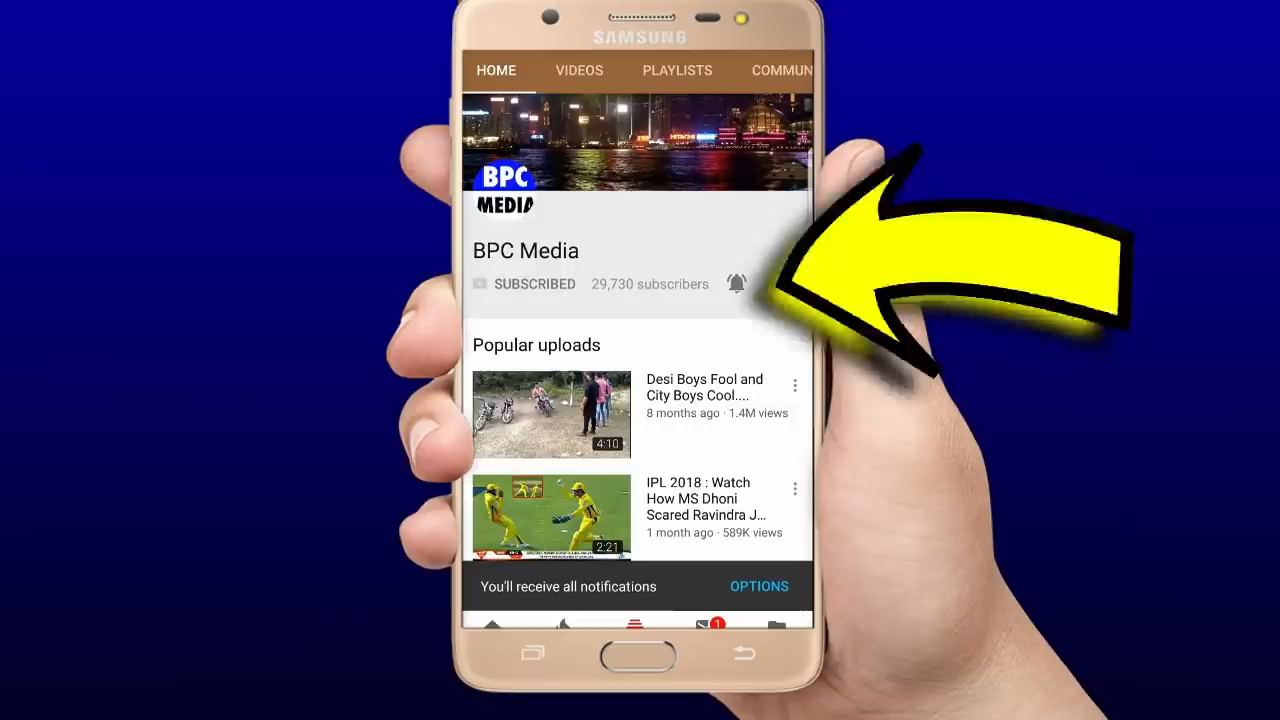 SAMSUNG
HOME VIDEOS PLAYLISTS COMMUN
HITACHI
BPC
MEDIA
BPC Media
SUBSCRIBED 29,730 subscribers
Popular uploads
Desi Boys Fool and
City Boys Cool....
8 months ago · 1.4M views
4:10
IPL 2018 : Watch
How MS Dhoni
Scared Ravindra J...
1 month ago · 589K views
2:21
You'll receive all notifications OPTIONS
1